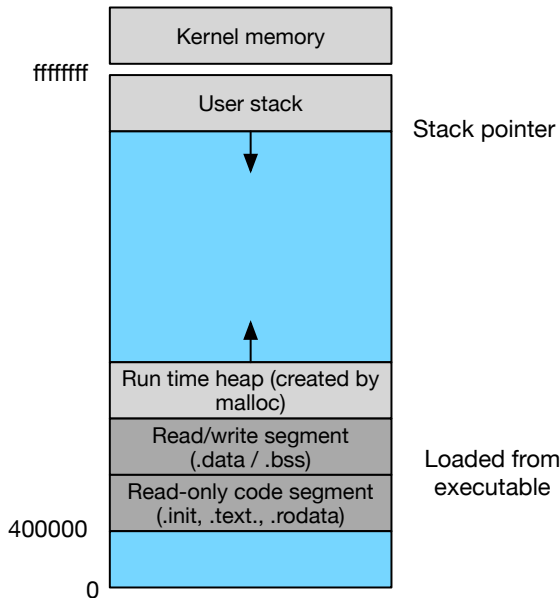 Kernel memory
ffffffff
User stack
Stack pointer
Run time heap (created by
malloc)
Read/write segment
(.data / .bss)
Loaded from
executable
Read-only code segment
(.init, .text., .rodata)
400000
0